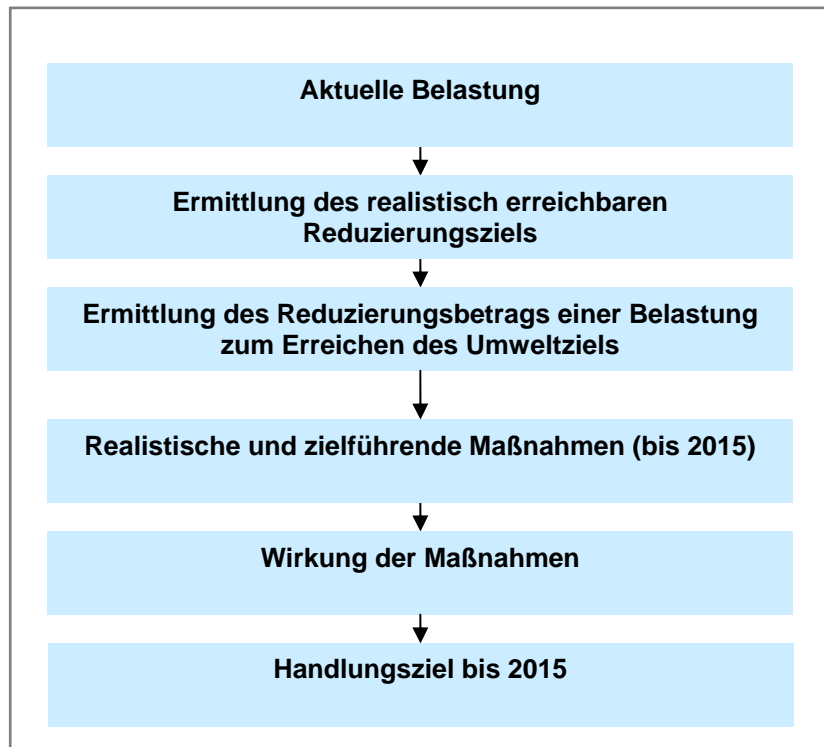 Aktuelle Belastung
Ermittlung des realistisch erreichbaren
Reduzierungsziels
Ermittlung des Reduzierungsbetrags einer Belastung
zum Erreichen des Umweltziels
Realistische und zielführende Maßnahmen (bis 2015)
Wirkung der Maßnahmen
Handlungsziel bis 2015